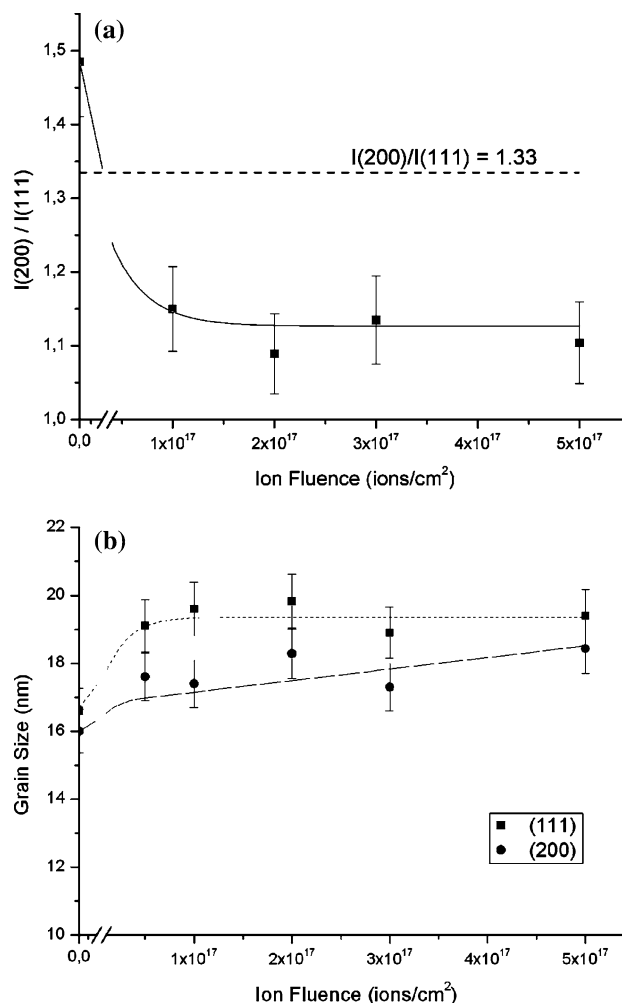 (a)
1,5
1,4
1,3
1,2
1,1
1,0
I(200) / I(111)
I(200)/I(111) = 1.33
0,0 1x10¹⁷ 2x10¹⁷ 3x10¹⁷ 4x10¹⁷ 5x10¹⁷
Ion Fluence (ions/cm²)
(b)
22
20
18
16
14
12
10
Grain Size (nm)
(111)
(200)
0,0 1x10¹⁷ 2x10¹⁷ 3x10¹⁷ 4x10¹⁷ 5x10¹⁷
Ion Fluence (ions/cm²)